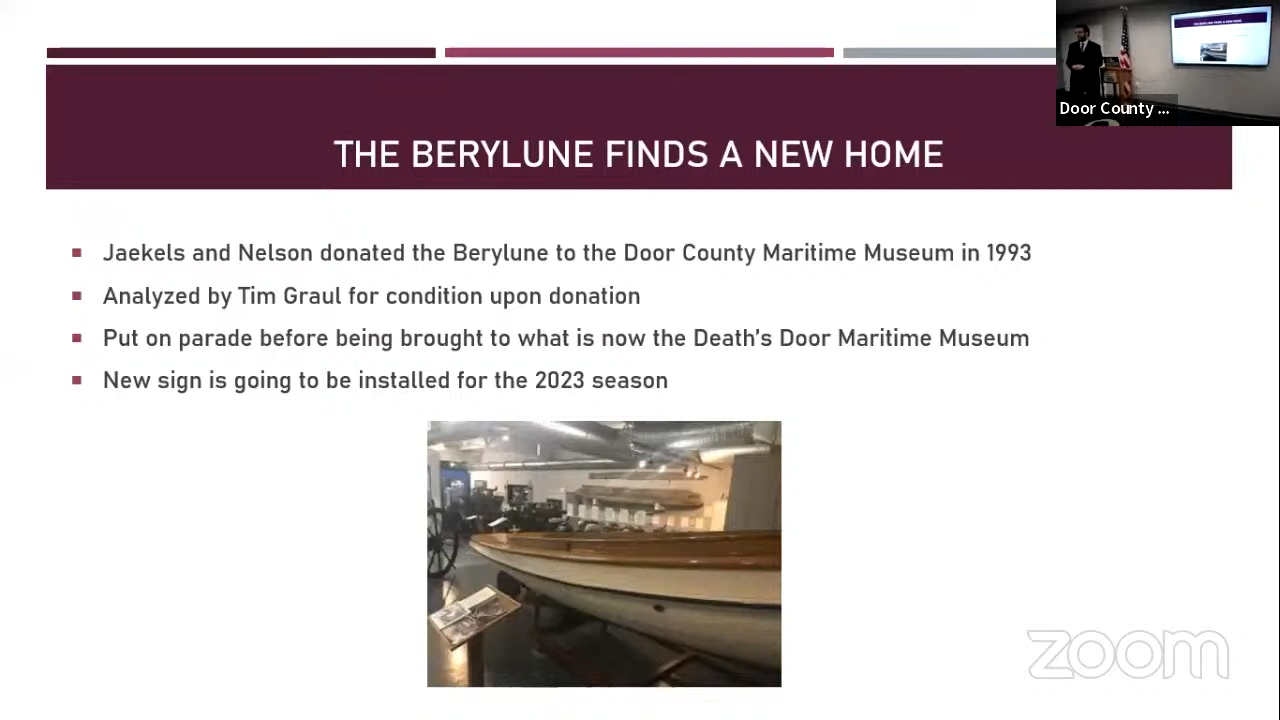 THE BERYLUNE FINDS A NEW HOME
Door County ...
Jaekels and Nelson donated the Berylune to the Door County Maritime Museum in 1993
Analyzed by Tim Graul for condition upon donation
Put on parade before being brought to what is now the Death's Door Maritime Museum
New sign is going to be installed for the 2023 season
zoom